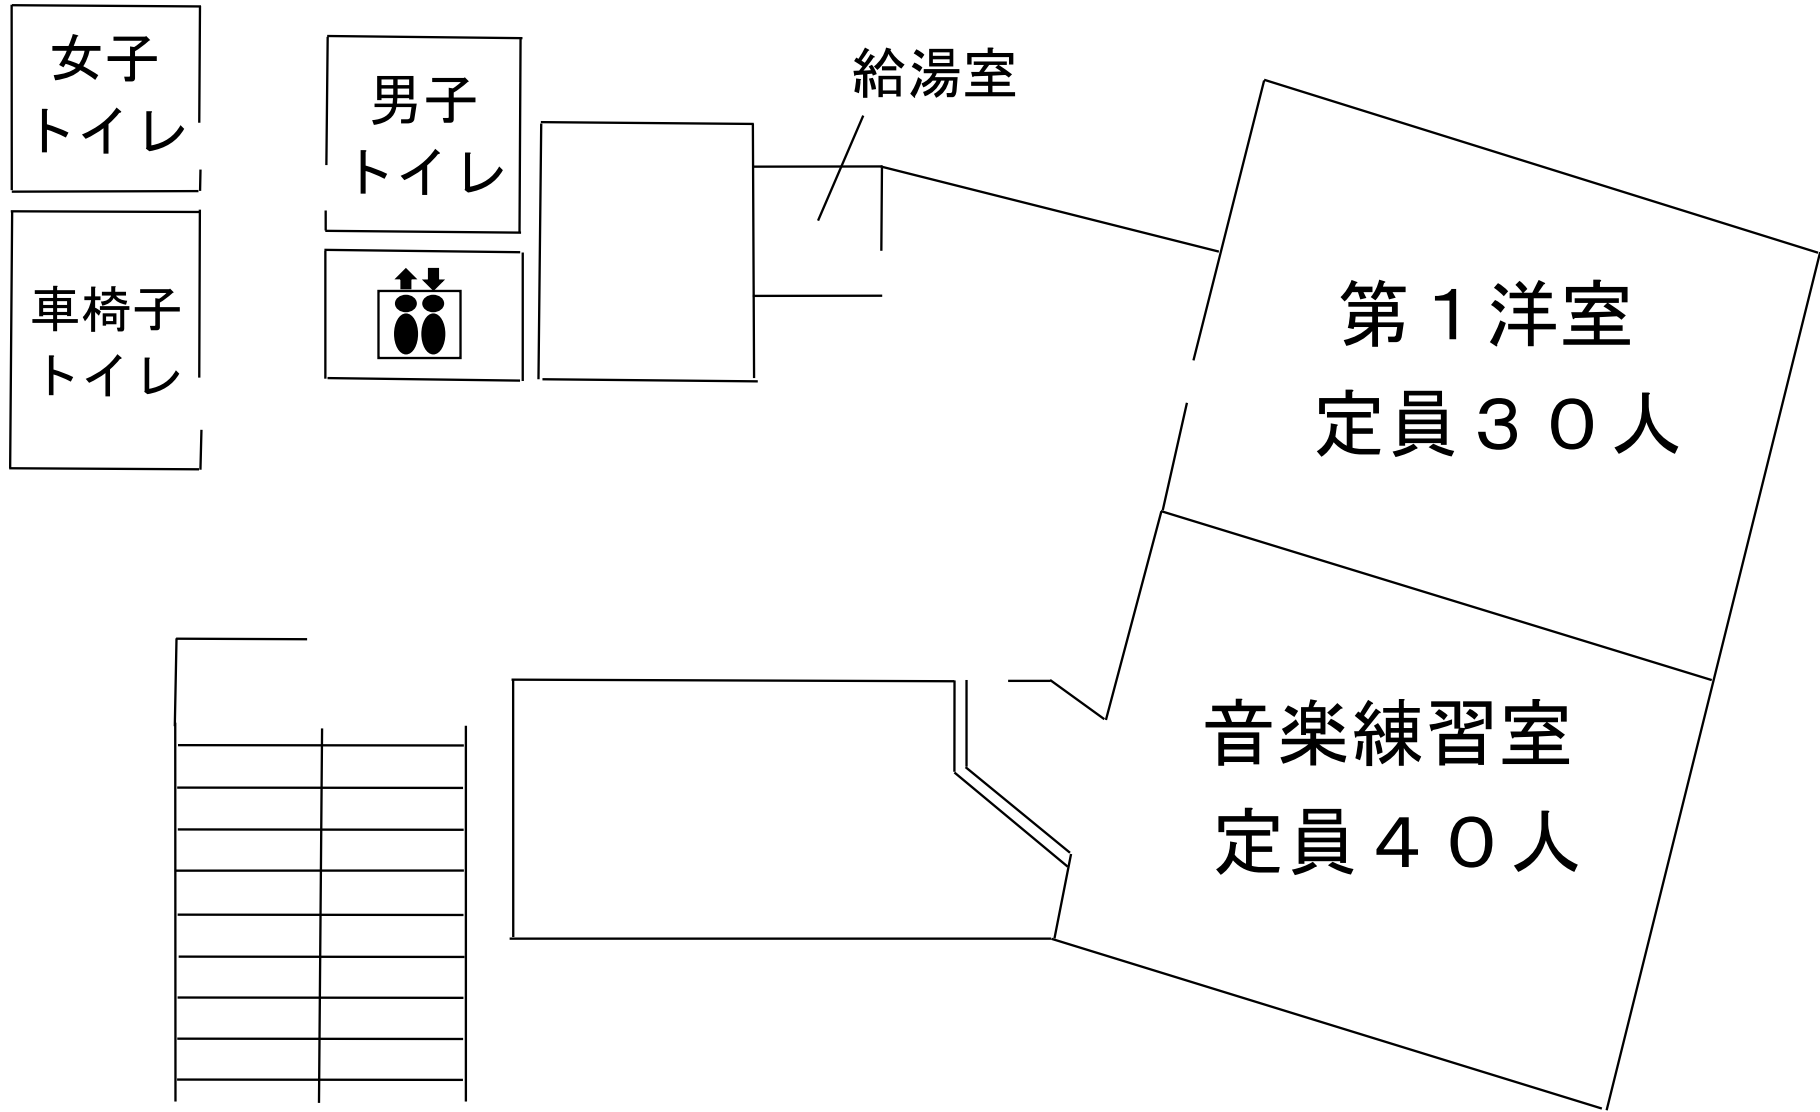 女子
トイレ
男子
トイレ
給湯室
車椅子
トイレ
第１洋室
定員３０人
音楽練習室
定員４０人